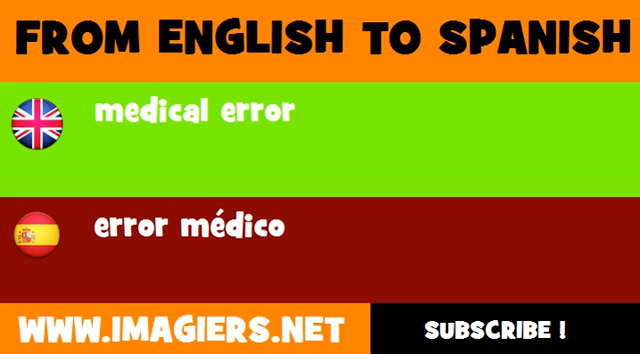 FROM ENGLISH TO SPANISH
medical error
error médico
WWW.IMAGIERS.NET
SUBSCRIBE !